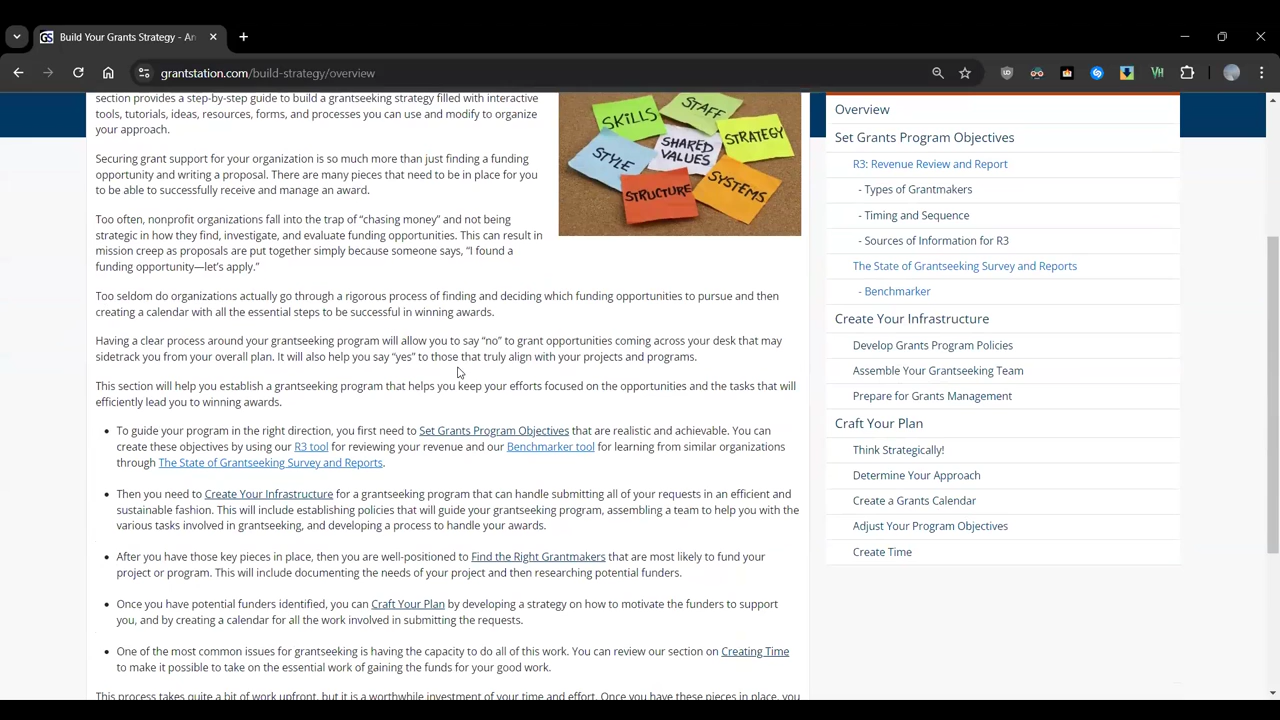 Build Your Grants Strategy - An
grantstation.com/build-strategy/overview
section provides a step-by-step guide to build a grantseeking strategy filled with interactive
tools, tutorials, ideas, resources, forms, and processes you can use and modify to organize
your approach.
Securing grant support for your organization is so much more than just finding a funding
opportunity and writing a proposal. There are many pieces that need to be in place for you
to be able to successfully receive and manage an award.
Too often, nonprofit organizations fall into the trap of “chasing money” and not being
strategic in how they find, investigate, and evaluate funding opportunities. This can result in
mission creep as proposals are put together simply because someone says, “I found a
funding opportunity—let’s apply.”
SKILLS
STAFF
STRATEGY
SHARED
VALUES
STYLE
STRUCTURE
SYSTEMS
Too seldom do organizations actually go through a rigorous process of finding and deciding which funding opportunities to pursue and then
creating a calendar with all the essential steps to be successful in winning awards.
Having a clear process around your grantseeking program will allow you to say “no” to grant opportunities coming across your desk that may
sidetrack you from your overall plan. It will also help you say “yes” to those that truly align with your projects and programs.
This section will help you establish a grantseeking program that helps you keep your efforts focused on the opportunities and the tasks that will
efficiently lead you to winning awards.
• To guide your program in the right direction, you first need to Set Grants Program Objectives that are realistic and achievable. You can
create these objectives by using our R3 tool for reviewing your revenue and our Benchmarker tool for learning from similar organizations
through The State of Grantseeking Survey and Reports.
• Then you need to Create Your Infrastructure for a grantseeking program that can handle submitting all of your requests in an efficient and
sustainable fashion. This will include establishing policies that will guide your grantseeking program, assembling a team to help you with the
various tasks involved in grantseeking, and developing a process to handle your awards.
• After you have those key pieces in place, then you are well-positioned to Find the Right Grantmakers that are most likely to fund your
project or program. This will include documenting the needs of your project and then researching potential funders.
• Once you have potential funders identified, you can Craft Your Plan by developing a strategy on how to motivate the funders to support
you, and by creating a calendar for all the work involved in submitting the requests.
• One of the most common issues for grantseeking is having the capacity to do all of this work. You can review our section on Creating Time
to make it possible to take on the essential work of gaining the funds for your good work.
This process takes quite a bit of work upfront, but it is a worthwhile investment of your time and effort. Once you have these pieces in place, you
Overview
Set Grants Program Objectives
R3: Revenue Review and Report
- Types of Grantmakers
- Timing and Sequence
- Sources of Information for R3
The State of Grantseeking Survey and Reports
- Benchmarker
Create Your Infrastructure
Develop Grants Program Policies
Assemble Your Grantseeking Team
Prepare for Grants Management
Craft Your Plan
Think Strategically!
Determine Your Approach
Create a Grants Calendar
Adjust Your Program Objectives
Create Time